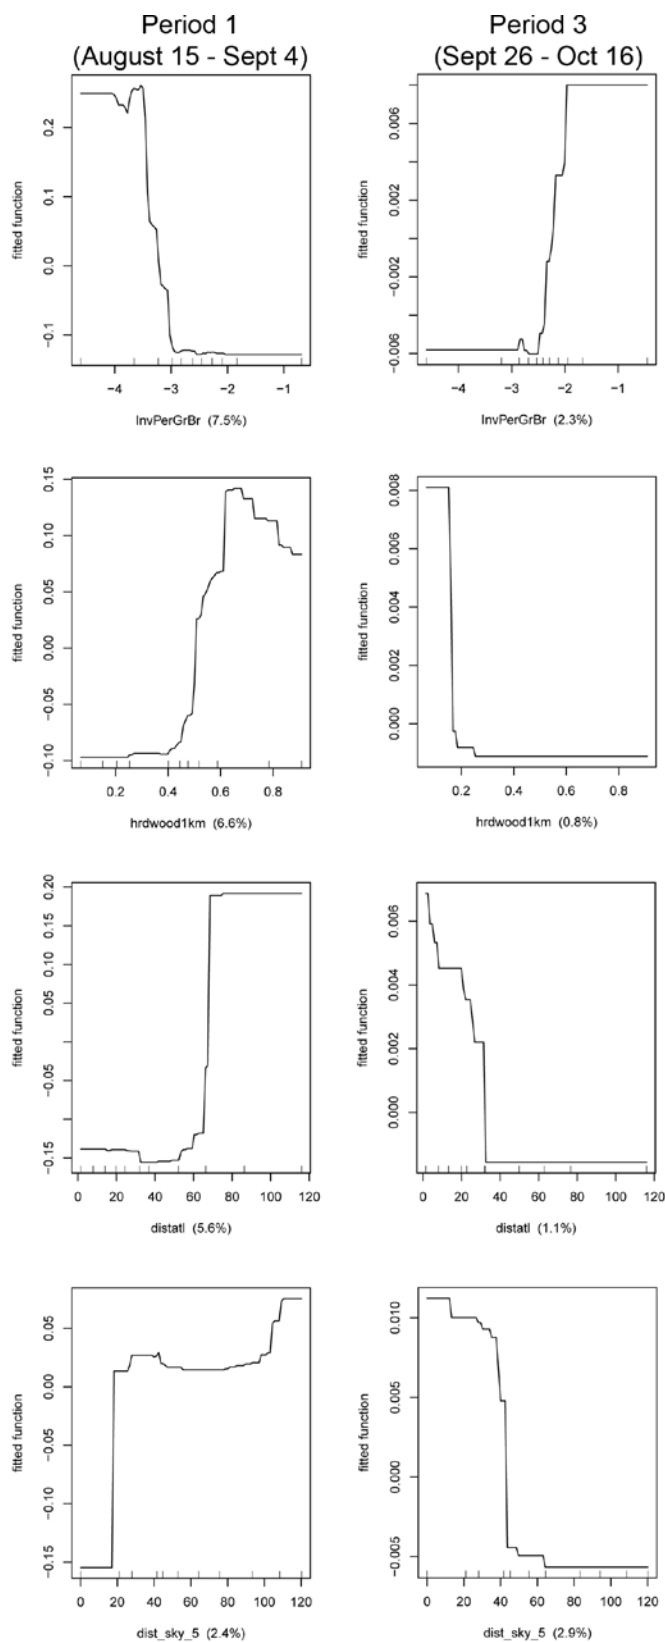 Period 1
(August 15 - Sept 4)
Period 3
(Sept 26 - Oct 16)
fitted function
0.2
0.1
0.0
−0.1
−4 −3 −2 −1
InvPerGrBr (7.5%)
fitted function
0.006
0.002
−0.002
−0.006
−4 −3 −2 −1
InvPerGrBr (2.3%)
fitted function
0.15
0.10
0.05
0.00
−0.05
−0.10
0.2 0.4 0.6 0.8
hrdwood1km (6.6%)
fitted function
0.008
0.006
0.004
0.002
0.000
0.2 0.4 0.6 0.8
hrdwood1km (0.8%)
fitted function
0.20
0.15
0.10
0.05
−0.05
−0.15
0 20 40 60 80 100 120
distatl (5.6%)
fitted function
0.006
0.004
0.002
0.000
0 20 40 60 80 100 120
distatl (1.1%)
fitted function
0.05
0.00
−0.05
−0.10
−0.15
0 20 40 60 80 100 120
dist_sky_5 (2.4%)
fitted function
0.010
0.005
0.000
−0.005
0 20 40 60 80 100 120
dist_sky_5 (2.9%)